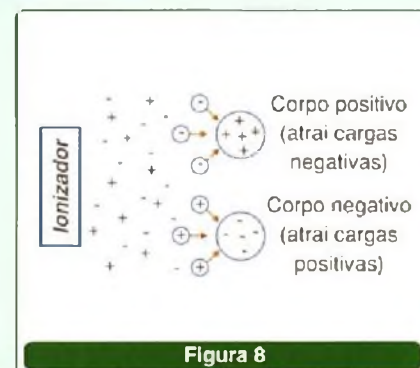 Ionizador
Corpo positivo
(atrai cargas
negativas)
Corpo negativo
(atrai cargas
positivas)
Figura 8